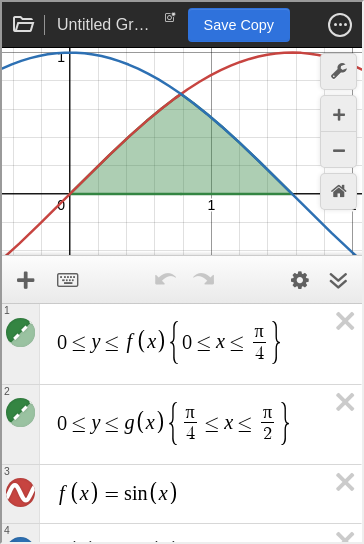 Untitled Gr...
Save Copy
1
0
1
1
0 ≤ y ≤ f(x){0 ≤ x ≤ π/4}
2
0 ≤ y ≤ g(x){π/4 ≤ x ≤ π/2}
3
f(x) = sin(x)
4